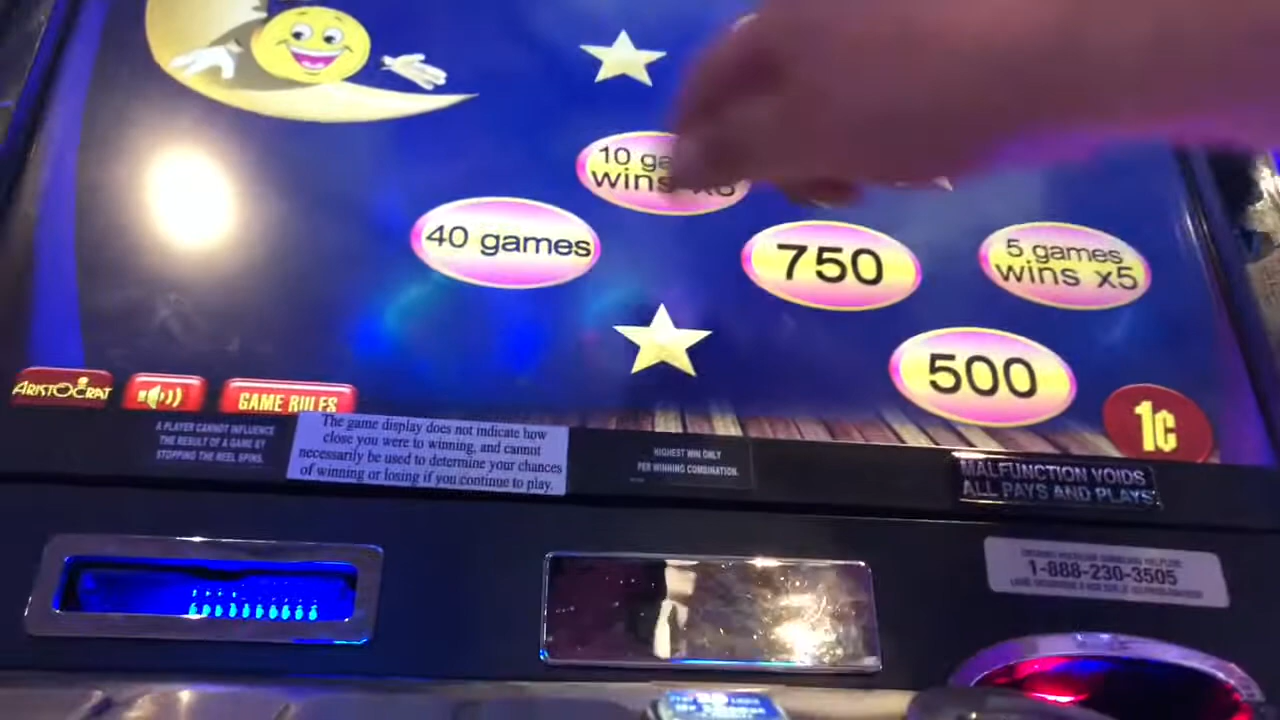 10 ga
wins x5
40 games
750
5 games
wins x5
500
ARISTOCRAT
GAME RULES
1¢
A PLAYER CANNOT INFLUENCE
THE RESULT OF A GAME BY
STOPPING THE REEL SPINS.
The game display does not indicate how
close you were to winning, and cannot
necessarily be used to determine your chances
of winning or losing if you continue to play.
HIGHEST WIN ONLY
PER WINNING COMBINATION.
MALFUNCTION VOIDS
ALL PAYS AND PLAYS
1-888-230-3505